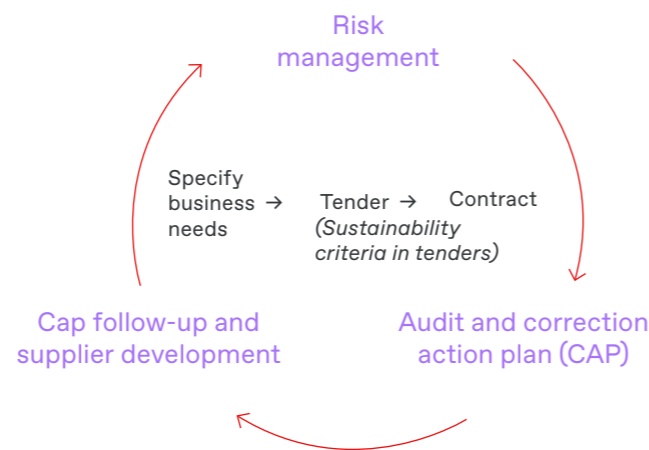 Risk
management
Specify
business →
needs
Tender →
(Sustainability
criteria in tenders)
Contract
Audit and correction
action plan (CAP)
Cap follow-up and
supplier development